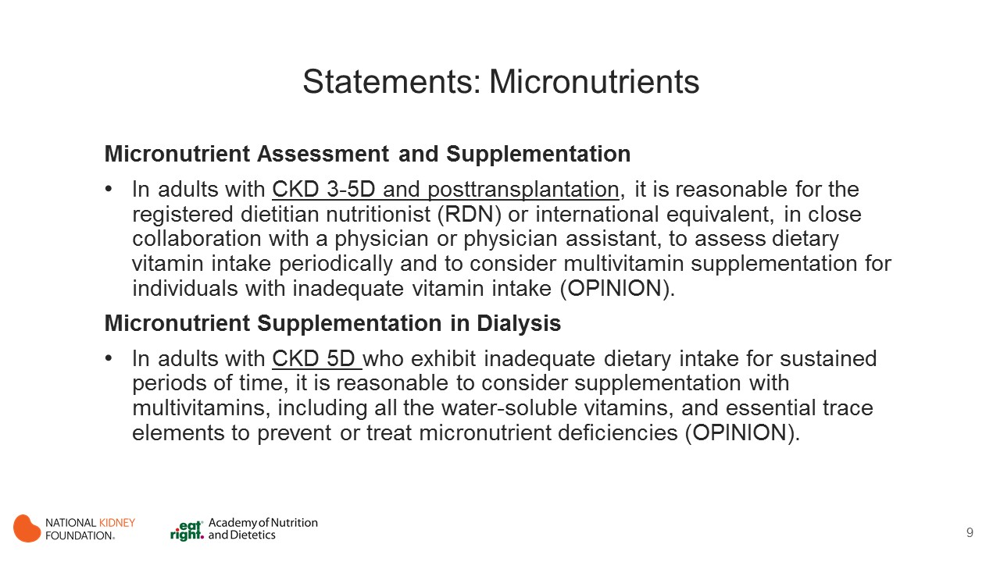 Statements: Micronutrients
Micronutrient Assessment and Supplementation
• In adults with CKD 3-5D and posttransplantation, it is reasonable for the
registered dietitian nutritionist (RDN) or international equivalent, in close
collaboration with a physician or physician assistant, to assess dietary
vitamin intake periodically and to consider multivitamin supplementation for
individuals with inadequate vitamin intake (OPINION).
Micronutrient Supplementation in Dialysis
• In adults with CKD 5D who exhibit inadequate dietary intake for sustained
periods of time, it is reasonable to consider supplementation with
multivitamins, including all the water-soluble vitamins, and essential trace
elements to prevent or treat micronutrient deficiencies (OPINION).
NATIONAL KIDNEY
FOUNDATION®
eat
right.
Academy of Nutrition
and Dietetics
9